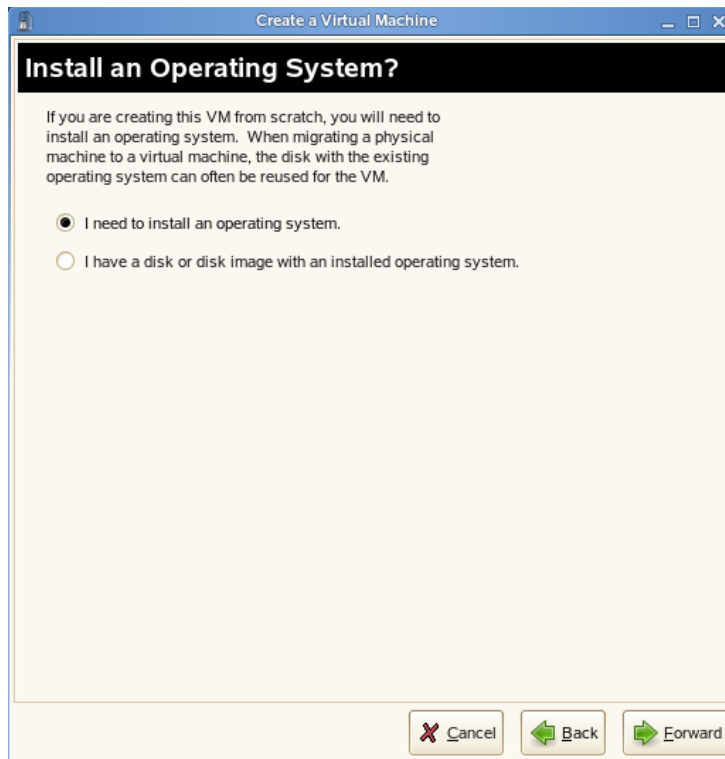 Create a Virtual Machine
Install an Operating System?
If you are creating this VM from scratch, you will need to
install an operating system.  When migrating a physical
machine to a virtual machine, the disk with the existing
operating system can often be reused for the VM.
I need to install an operating system.
I have a disk or disk image with an installed operating system.
Cancel Back Forward